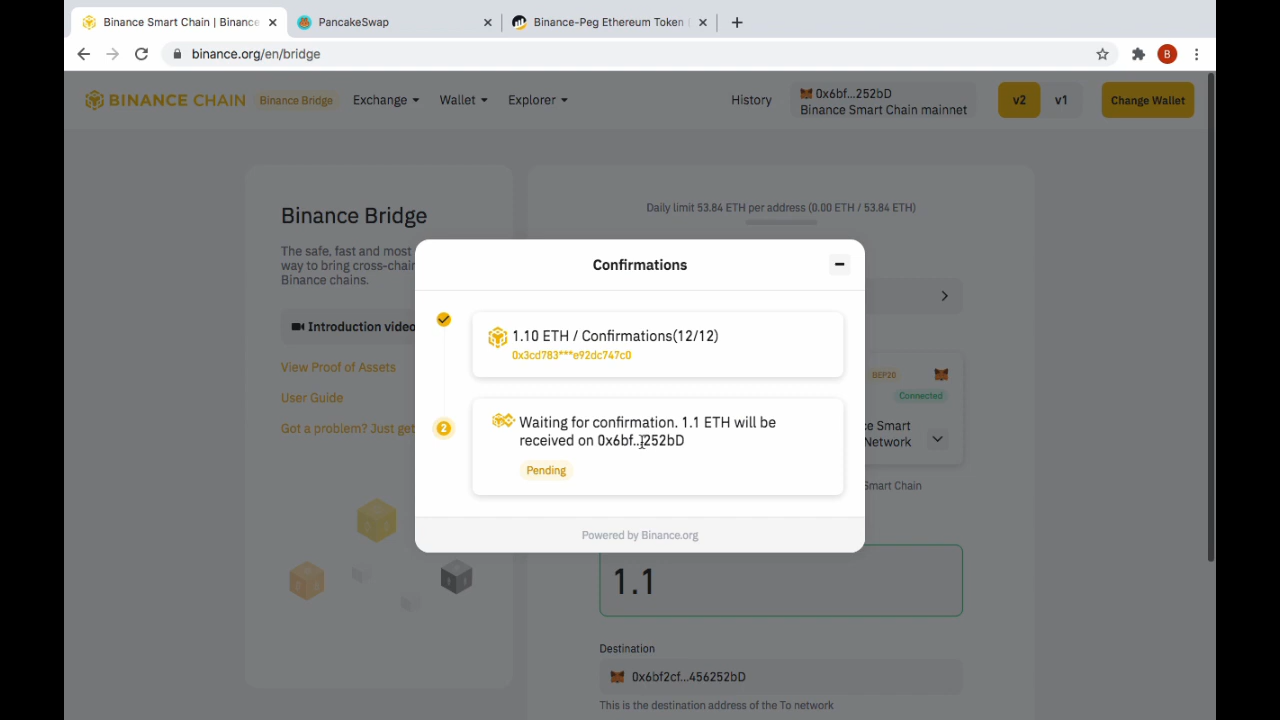 Binance Smart Chain | Binance
PancakeSwap
Binance-Peg Ethereum Token
binance.org/en/bridge
B
BINANCE CHAIN
Binance Bridge
Exchange
Wallet
Explorer
History
0x6bf...252bD
Binance Smart Chain mainnet
v2
v1
Change Wallet
Binance Bridge
The safe, fast and most
way to bring cross-chain
Binance chains.
Introduction video
View Proof of Assets
User Guide
Got a problem? Just get
Daily limit 53.84 ETH per address (0.00 ETH / 53.84 ETH)
Confirmations
1.10 ETH / Confirmations(12/12)
0x3cd783***e92dc747c0
2
Waiting for confirmation. 1.1 ETH will be
received on 0x6bf...252bD
Pending
Powered by Binance.org
BEP20
Connected
ce Smart
Network
Smart Chain
1.1
Destination
0x6bf2cf...456252bD
This is the destination address of the To network